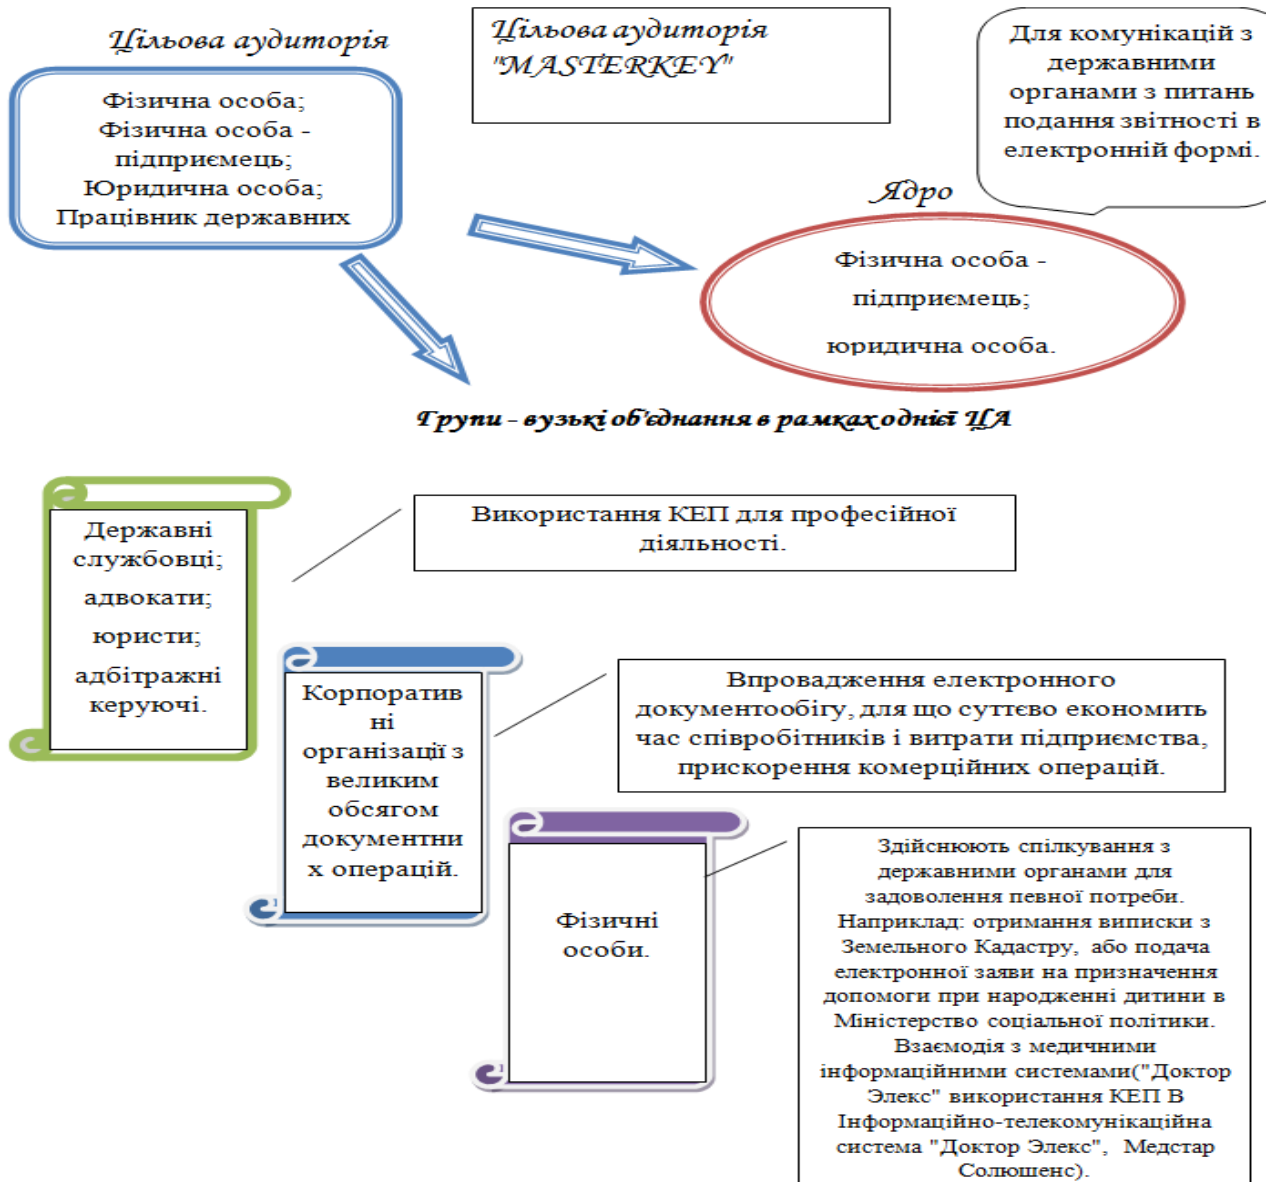 Цільова аудиторія
Фізична особа;
Фізична особа -
підприємець;
Юридична особа;
Працівник державних
Цільова аудиторія
"MASTERKEY"
Для комунікацій з
державними
органами з питань
подання звітності в
електронній формі.
Ядро
Фізична особа -
підприємець;
юридична особа.
Групи - вузькі об'єднання в рамках однієї ЦА
Державні
службовці;
адвокати;
юристи;
адбітражні
керуючі.
Використання КЕП для професійної
діяльності.
Корпоратив
ні
організації з
великим
обсягом
документни
х операцій.
Впровадження електронного
документообігу, для що суттєво економить
час співробітників і витрати підприємства,
прискорення комерційних операцій.
Фізичні
особи.
Здійснюють спілкування з
державними органами для
задоволення певної потреби.
Наприклад: отримання виписки з
Земельного Кадастру, або подача
електронної заяви на призначення
допомоги при народженні дитини в
Міністерство соціальної політики.
Взаємодія з медичними
інформаційними системами("Доктор
Элекс" використання КЕП В
Інформаційно-телекомунікаційна
система "Доктор Элекс", Медстар
Солюшенс).